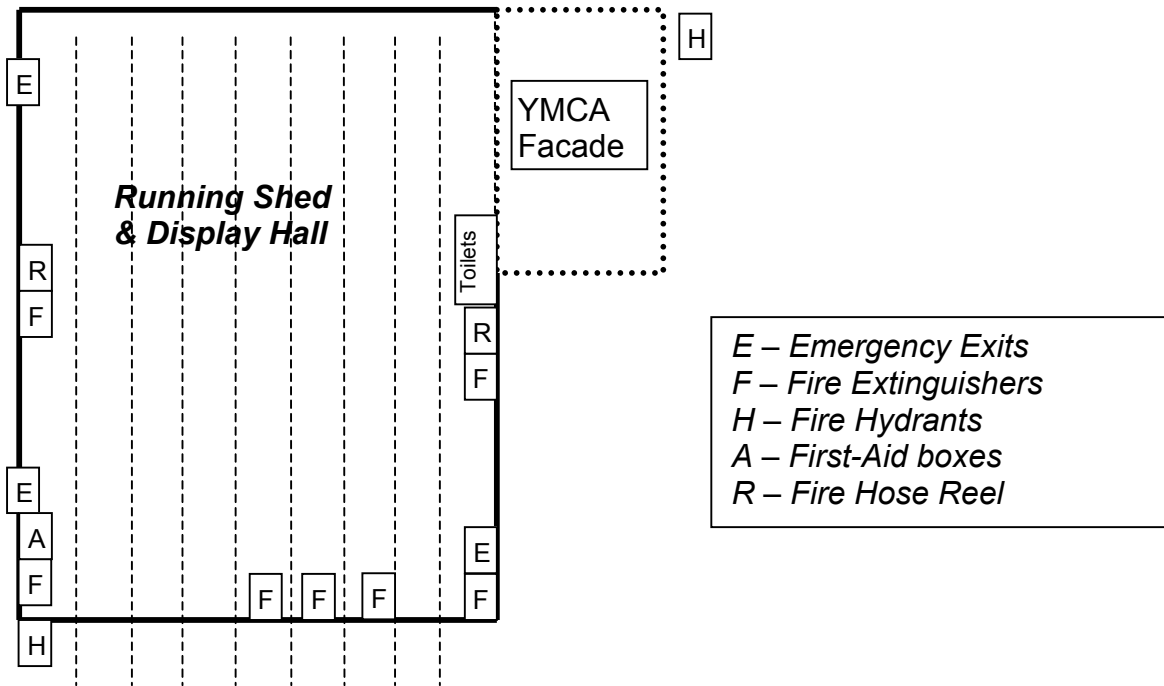 H
E
YMCA
Facade
Running Shed
& Display Hall
Toilets
R
F
R
F
E – Emergency Exits
F – Fire Extinguishers
H – Fire Hydrants
A – First-Aid boxes
R – Fire Hose Reel
E
A
F
E
F
F
F
F
H